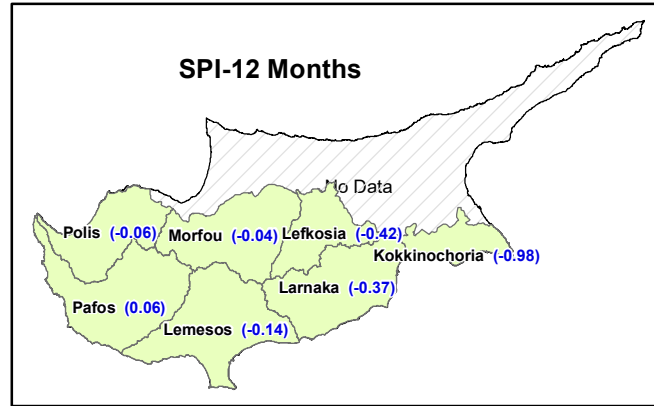 SPI-12 Months
No Data
Polis (-0.06)
Morfou (-0.04)
Lefkosia (-0.42)
Kokkinochoria (-0.98)
Larnaka (-0.37)
Pafos (0.06)
Lemesos (-0.14)